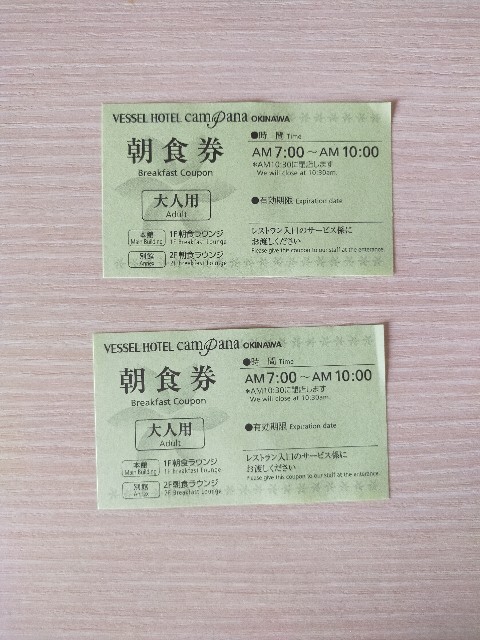 VESSEL HOTEL campana OKINAWA
朝食券
Breakfast Coupon
大人用
Adult
本館 Main Building 1F朝食ラウンジ 1F Breakfast Lounge
別館 Annex 2F朝食ラウンジ 2F Breakfast Lounge
●時 間 Time
AM 7:00 ～ AM 10:00
*AM10:30に閉店します
We will close at 10:30am.
●有効期限 Expiration date
レストラン入口のサービス係に
お渡しください
Please give this coupon to our staff at the entrance.
VESSEL HOTEL campana OKINAWA
朝食券
Breakfast Coupon
大人用
Adult
本館 Main Building 1F朝食ラウンジ 1F Breakfast Lounge
別館 Annex 2F朝食ラウンジ 2F Breakfast Lounge
●時 間 Time
AM 7:00 ～ AM 10:00
*AM10:30に閉店します
We will close at 10:30am.
●有効期限 Expiration date
レストラン入口のサービス係に
お渡しください
Please give this coupon to our staff at the entrance.